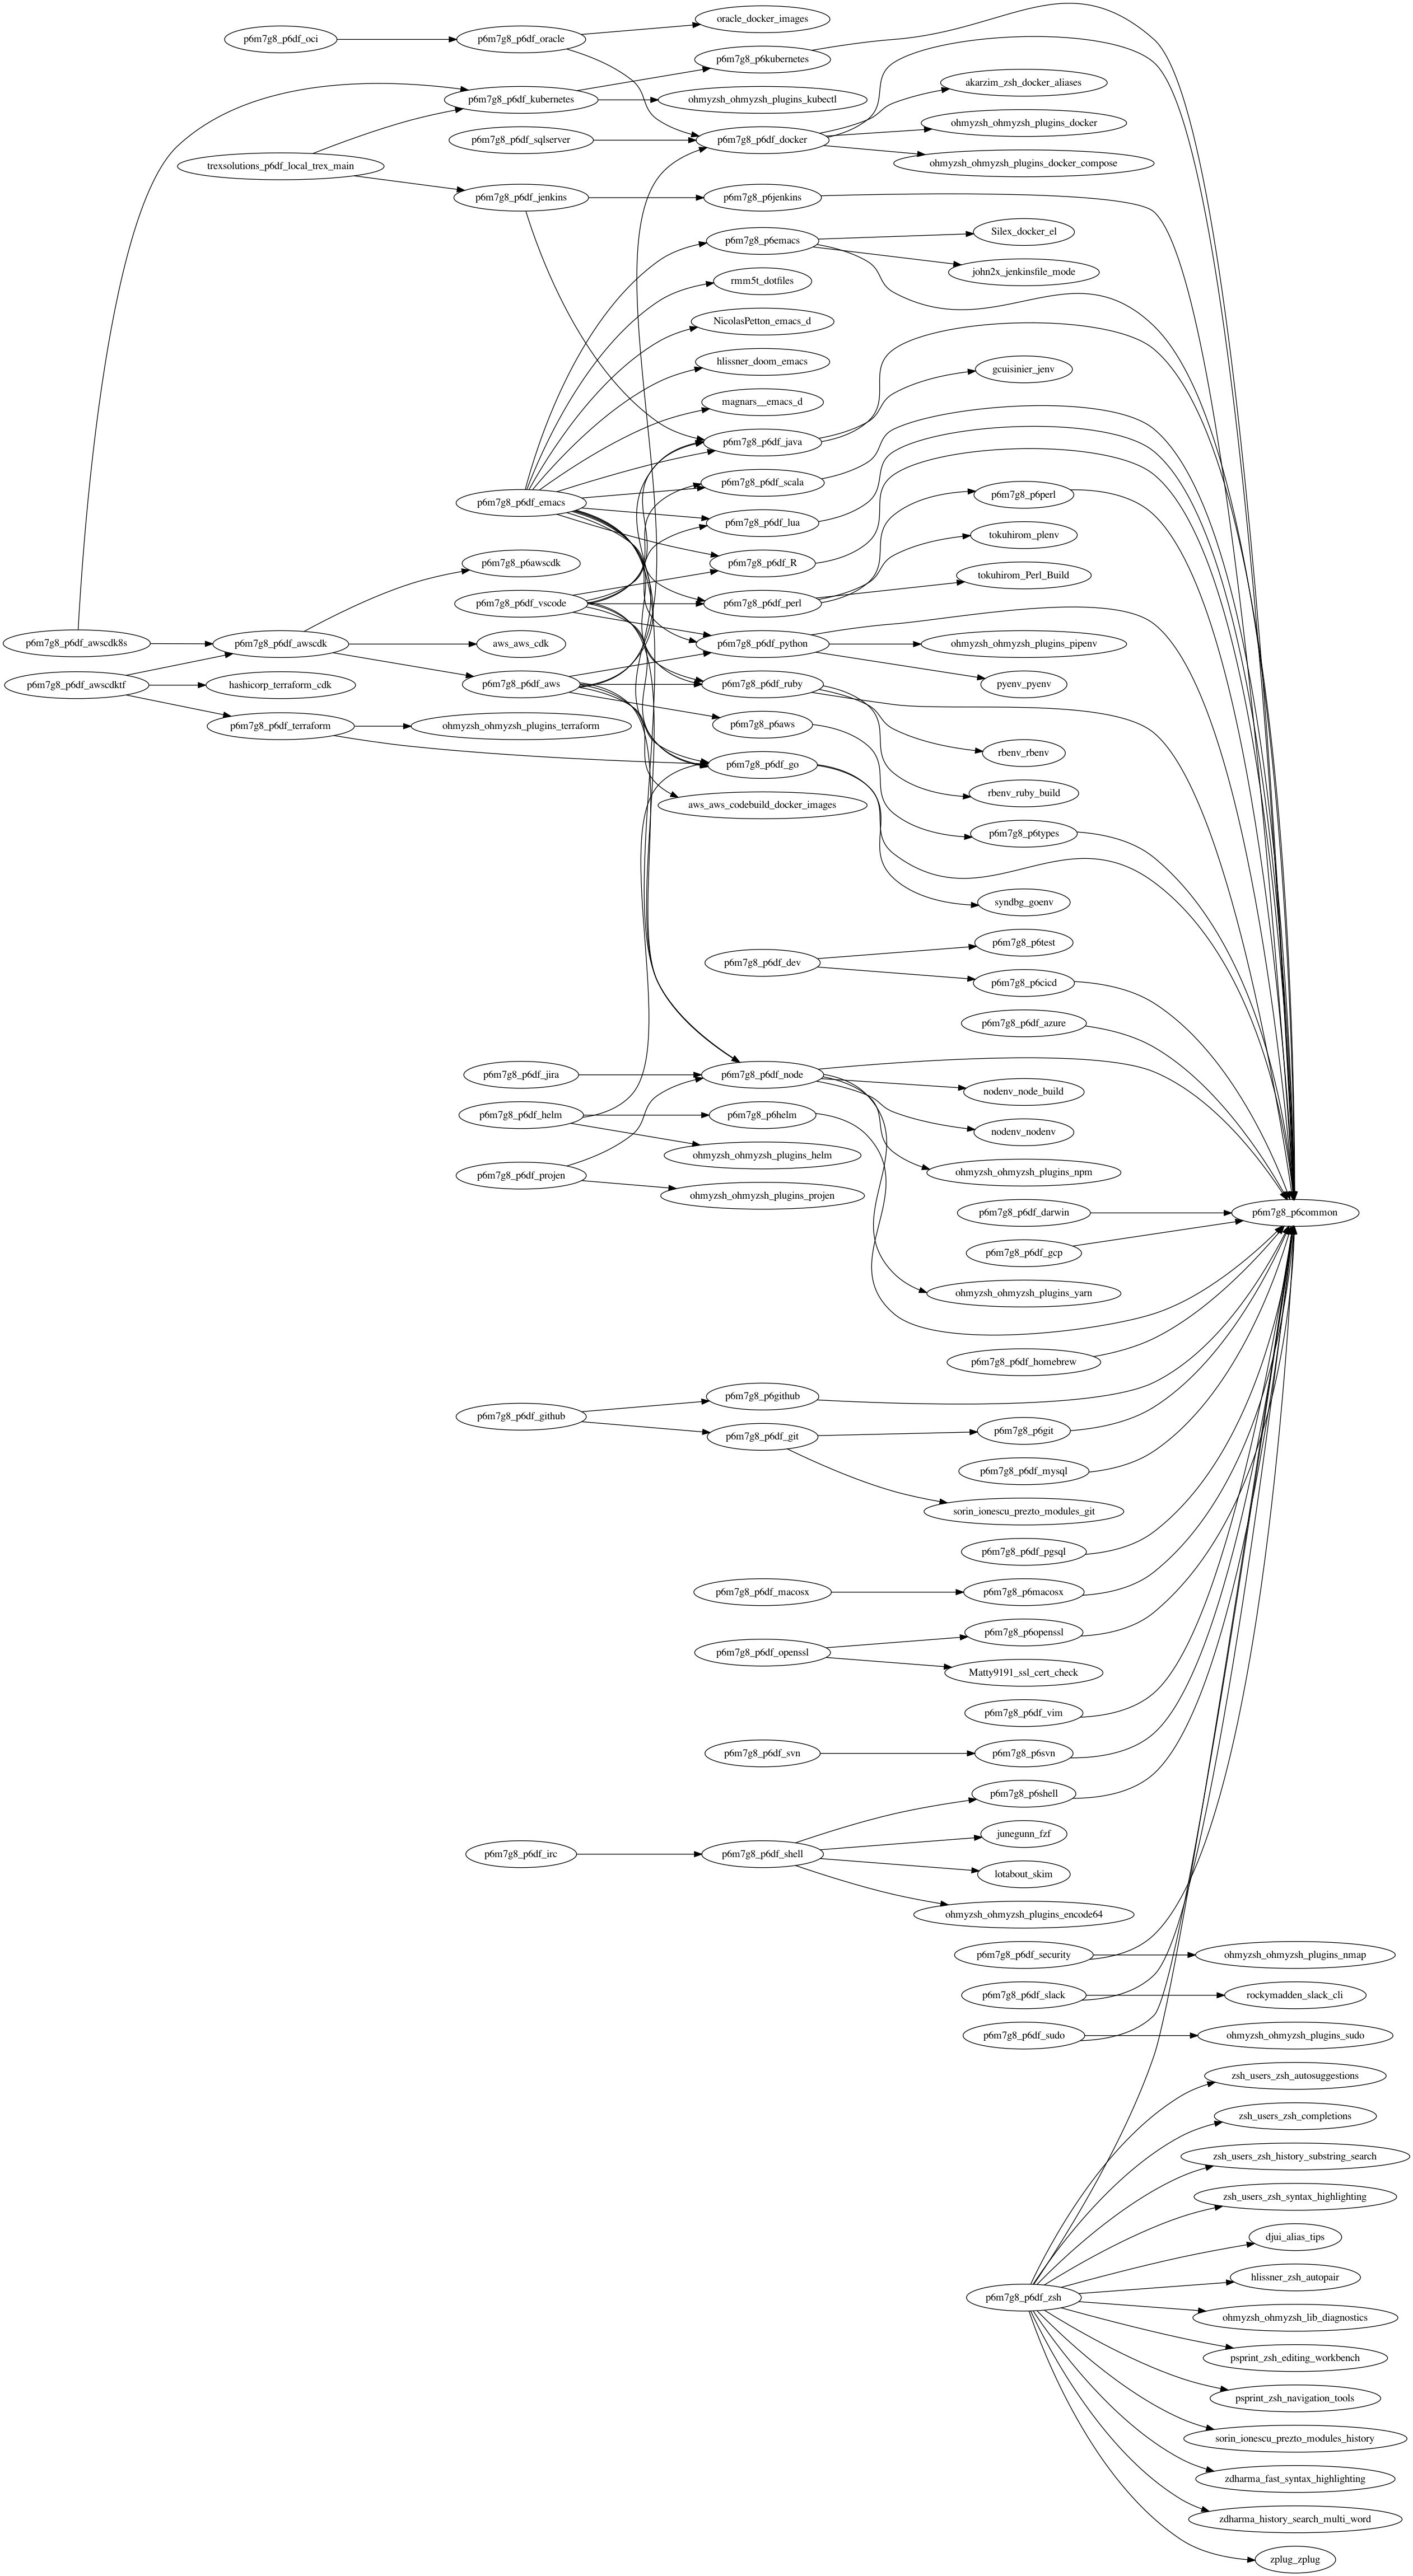 oracle_docker_images
p6m7g8_p6df_oci
p6m7g8_p6df_oracle
p6m7g8_p6kubernetes
akarzim_zsh_docker_aliases
p6m7g8_p6df_kubernetes
ohmyzsh_ohmyzsh_plugins_kubectl
ohmyzsh_ohmyzsh_plugins_docker
p6m7g8_p6df_sqlserver
p6m7g8_p6df_docker
ohmyzsh_ohmyzsh_plugins_docker_compose
trexsolutions_p6df_local_trex_main
p6m7g8_p6df_jenkins
p6m7g8_p6jenkins
Silex_docker_el
p6m7g8_p6emacs
john2x_jenkinsfile_mode
rmm5t_dotfiles
NicolasPetton_emacs_d
hlissner_doom_emacs
gcuisinier_jenv
magnars__emacs_d
p6m7g8_p6df_java
p6m7g8_p6df_scala
p6m7g8_p6perl
p6m7g8_p6df_emacs
p6m7g8_p6df_lua
tokuhirom_plenv
p6m7g8_p6awscdk
p6m7g8_p6df_R
tokuhirom_Perl_Build
p6m7g8_p6df_vscode
p6m7g8_p6df_perl
p6m7g8_p6df_awscdk8s
p6m7g8_p6df_awscdk
aws_aws_cdk
p6m7g8_p6df_python
ohmyzsh_ohmyzsh_plugins_pipenv
p6m7g8_p6df_awscdktf
hashicorp_terraform_cdk
p6m7g8_p6df_aws
p6m7g8_p6df_ruby
pyenv_pyenv
p6m7g8_p6df_terraform
ohmyzsh_ohmyzsh_plugins_terraform
p6m7g8_p6aws
rbenv_rbenv
p6m7g8_p6df_go
rbenv_ruby_build
aws_aws_codebuild_docker_images
p6m7g8_p6types
syndbg_goenv
p6m7g8_p6test
p6m7g8_p6df_dev
p6m7g8_p6cicd
p6m7g8_p6df_azure
p6m7g8_p6df_jira
p6m7g8_p6df_node
nodenv_node_build
p6m7g8_p6df_helm
p6m7g8_p6helm
nodenv_nodenv
ohmyzsh_ohmyzsh_plugins_helm
ohmyzsh_ohmyzsh_plugins_npm
p6m7g8_p6df_projen
ohmyzsh_ohmyzsh_plugins_projen
p6m7g8_p6df_darwin
p6m7g8_p6common
p6m7g8_p6df_gcp
ohmyzsh_ohmyzsh_plugins_yarn
p6m7g8_p6df_homebrew
p6m7g8_p6github
p6m7g8_p6df_github
p6m7g8_p6df_git
p6m7g8_p6git
p6m7g8_p6df_mysql
sorin_ionescu_prezto_modules_git
p6m7g8_p6df_pgsql
p6m7g8_p6df_macosx
p6m7g8_p6macosx
p6m7g8_p6openssl
p6m7g8_p6df_openssl
Matty9191_ssl_cert_check
p6m7g8_p6df_vim
p6m7g8_p6df_svn
p6m7g8_p6svn
p6m7g8_p6shell
junegunn_fzf
p6m7g8_p6df_irc
p6m7g8_p6df_shell
lotabout_skim
ohmyzsh_ohmyzsh_plugins_encode64
p6m7g8_p6df_security
ohmyzsh_ohmyzsh_plugins_nmap
p6m7g8_p6df_slack
rockymadden_slack_cli
p6m7g8_p6df_sudo
ohmyzsh_ohmyzsh_plugins_sudo
zsh_users_zsh_autosuggestions
zsh_users_zsh_completions
zsh_users_zsh_history_substring_search
zsh_users_zsh_syntax_highlighting
djui_alias_tips
hlissner_zsh_autopair
p6m7g8_p6df_zsh
ohmyzsh_ohmyzsh_lib_diagnostics
psprint_zsh_editing_workbench
psprint_zsh_navigation_tools
sorin_ionescu_prezto_modules_history
zdharma_fast_syntax_highlighting
zdharma_history_search_multi_word
zplug_zplug